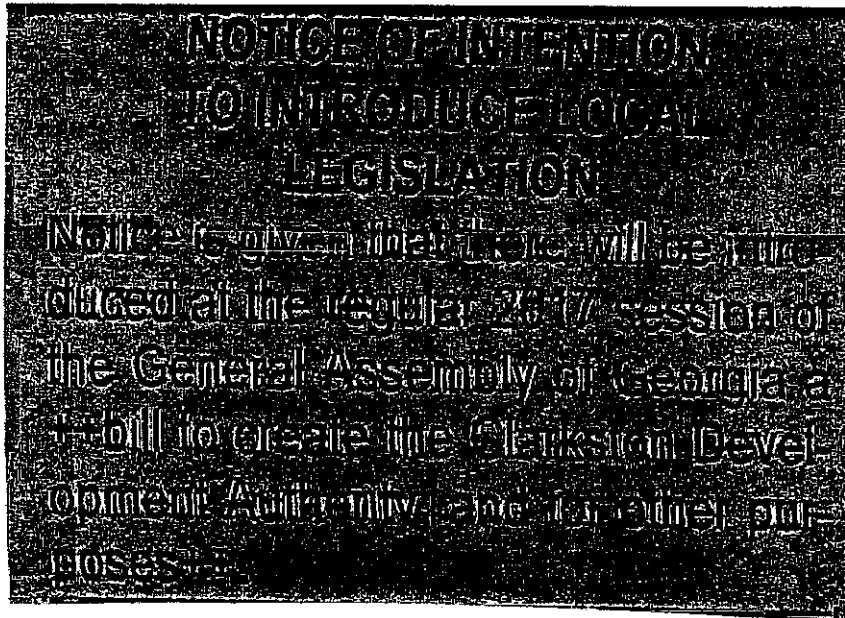 NOTICE OF INTENTION
TO INTRODUCE LOCAL
LEGISLATION
Notice is given that there will be intro-
duced at the regular 2017 session of
the General Assembly of Georgia a
++bill to create the Clarkston Devel-
opment Authority, and for other pur-
poses.++